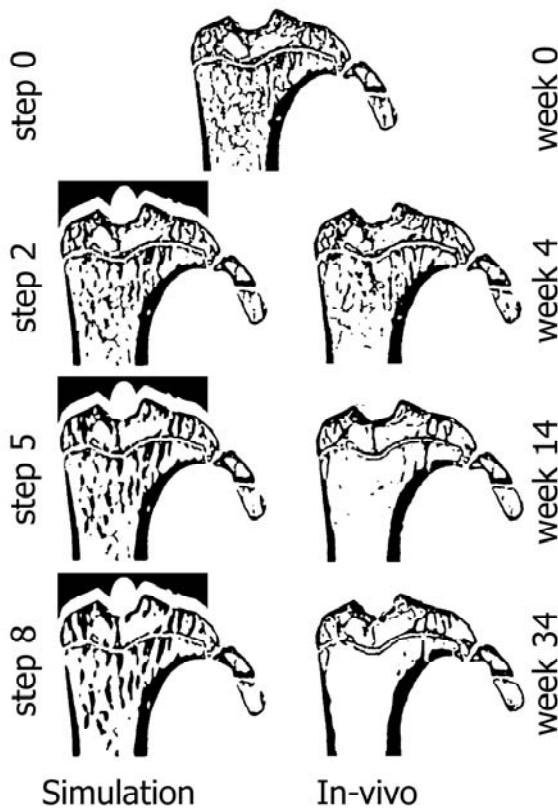 step 0
week 0
step 2
week 4
step 5
week 14
step 8
week 34
Simulation
In-vivo